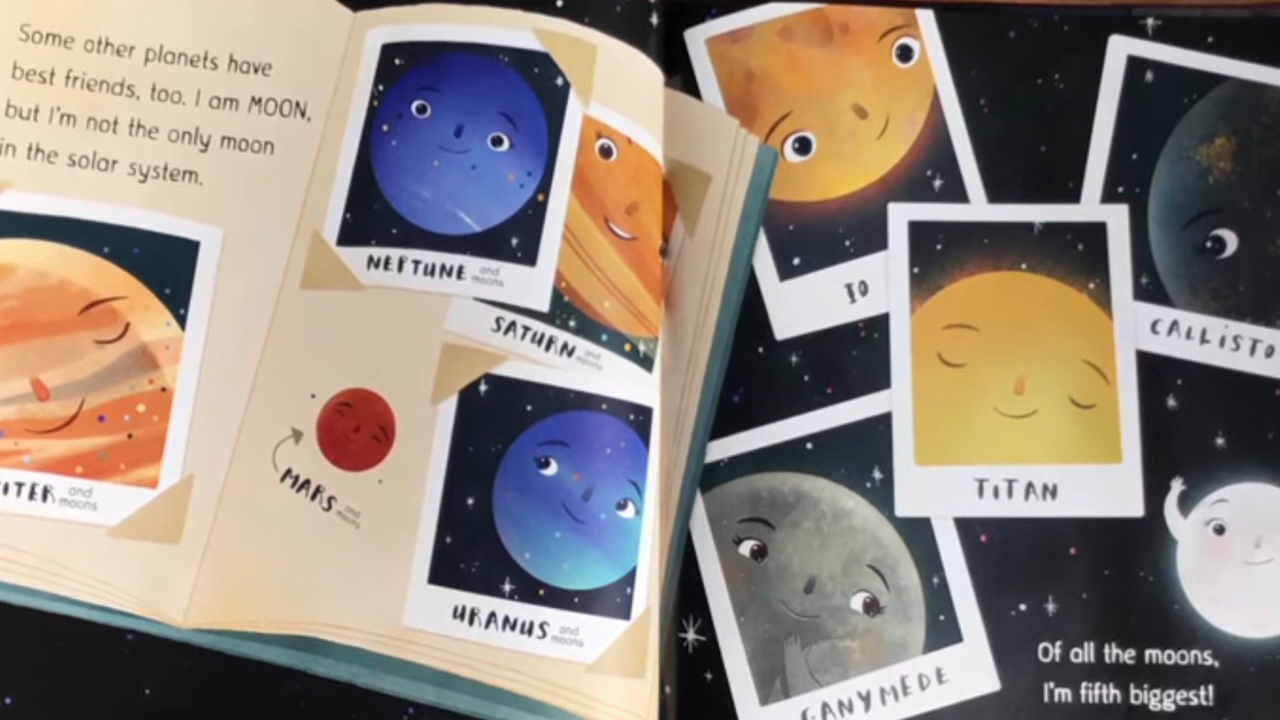 Some other planets have
best friends, too. I am MOON,
but I'm not the only moon
in the solar system.
NEPTUNE and moons
SATURN and moons
MARS and moons
URANUS and moons
ITER and moons
IO
CALLISTO
TITAN
GANYMEDE
Of all the moons,
I'm fifth biggest!